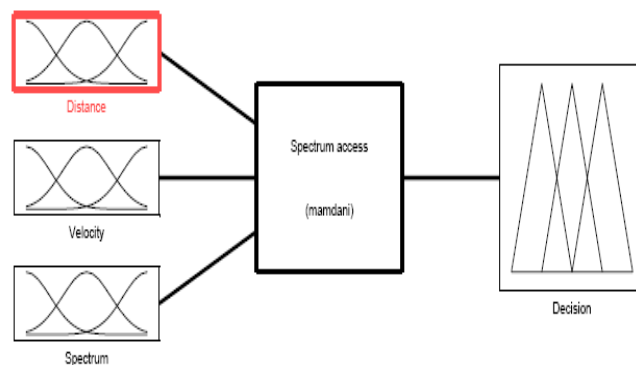 Distance
Velocity
Spectrum
Spectrum access
(mamdani)
Decision